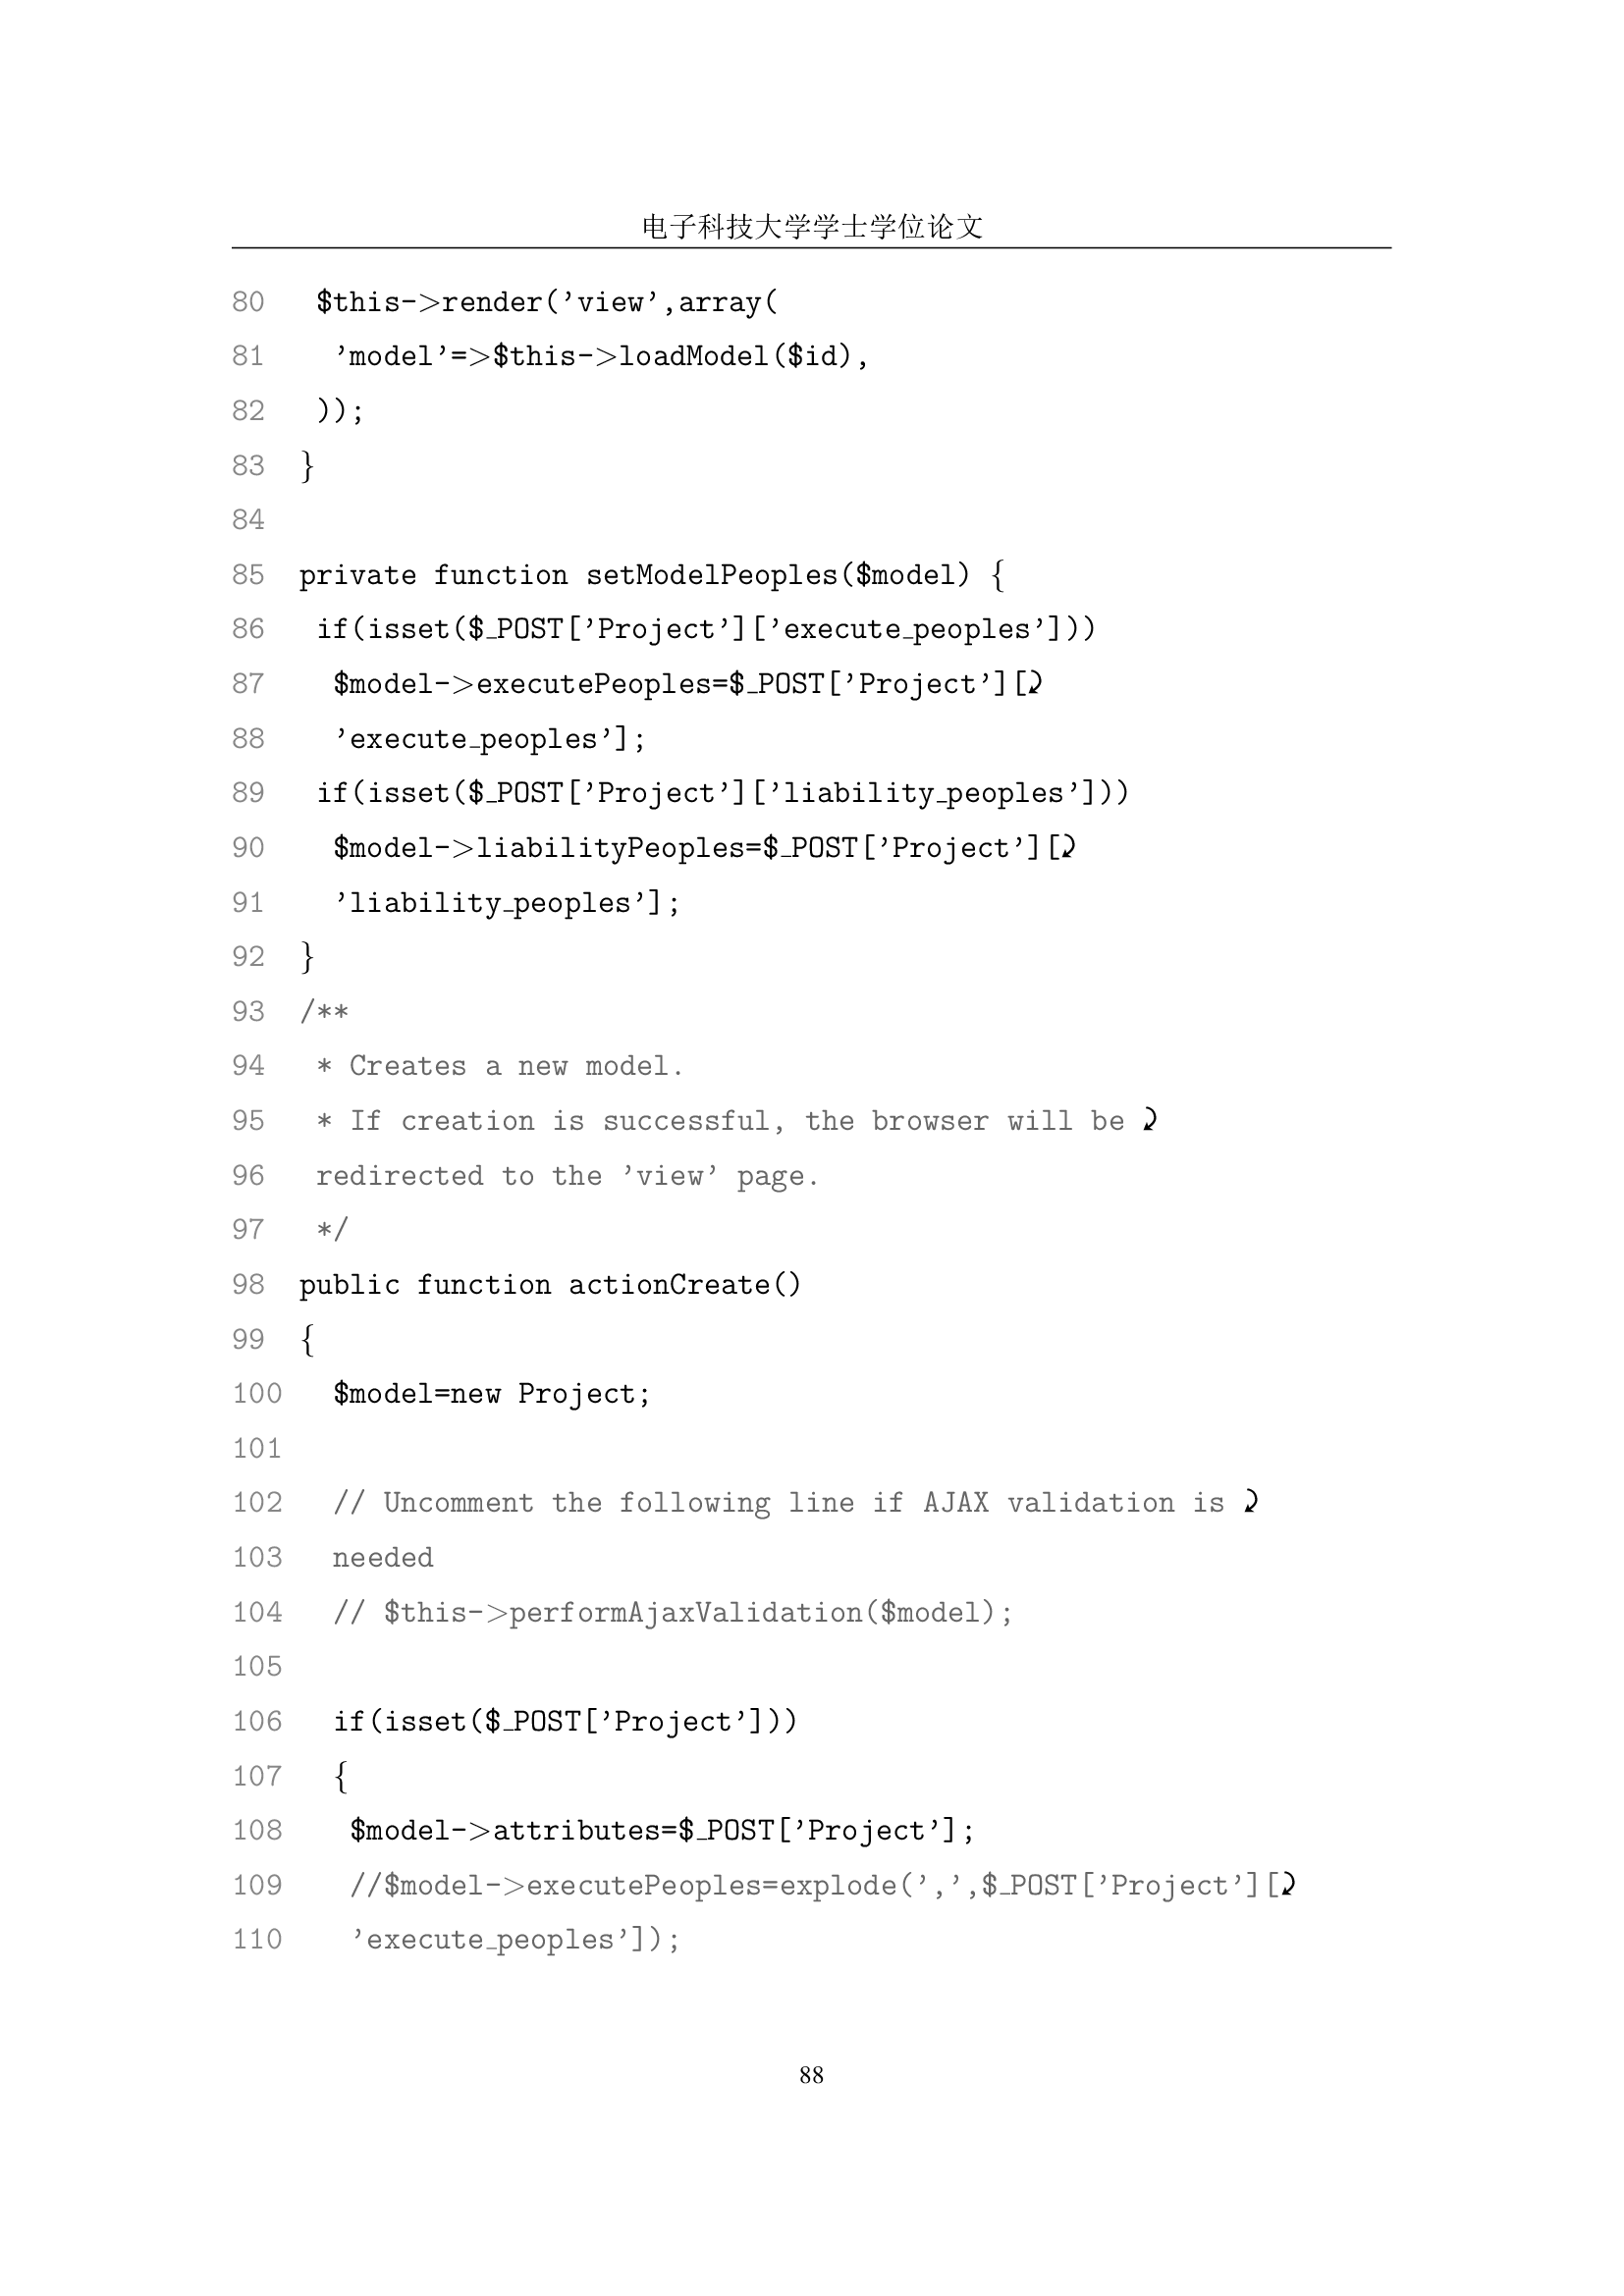 电子科技大学学士学位论文
80 $this->render('view',array(
81 'model'=>$this->loadModel($id),
82 ));
83 }
84
85 private function setModelPeoples($model) {
86 if(isset($_POST['Project']['execute_peoples']))
87 $model->executePeoples=$_POST['Project'][⤸
88 'execute_peoples'];
89 if(isset($_POST['Project']['liability_peoples']))
90 $model->liabilityPeoples=$_POST['Project'][⤸
91 'liability_peoples'];
92 }
93 /**
94 * Creates a new model.
95 * If creation is successful, the browser will be ⤸
96 redirected to the 'view' page.
97 */
98 public function actionCreate()
99 {
100 $model=new Project;
101
102 // Uncomment the following line if AJAX validation is ⤸
103 needed
104 // $this->performAjaxValidation($model);
105
106 if(isset($_POST['Project']))
107 {
108 $model->attributes=$_POST['Project'];
109 //$model->executePeoples=explode(',',$_POST['Project'][⤸
110 'execute_peoples']);
88